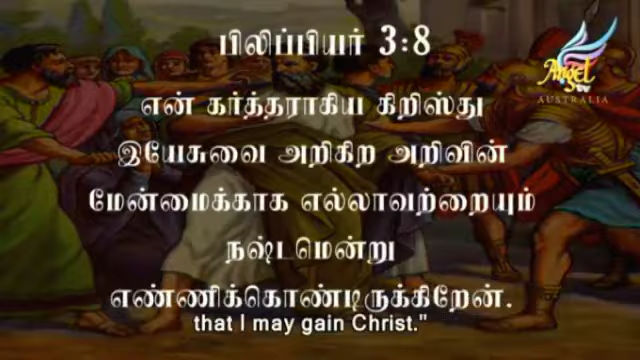 பிலிப்பியர் 3:8
Angel
TV
AUSTRALIA
என் கர்த்தராகிய கிறிஸ்து
இயேசுவை அறிகிற அறிவின்
மேன்மைக்காக எல்லாவற்றையும்
நஷ்டமென்று
எண்ணிக்கொண்டிருக்கிறேன்.
that I may gain Christ."